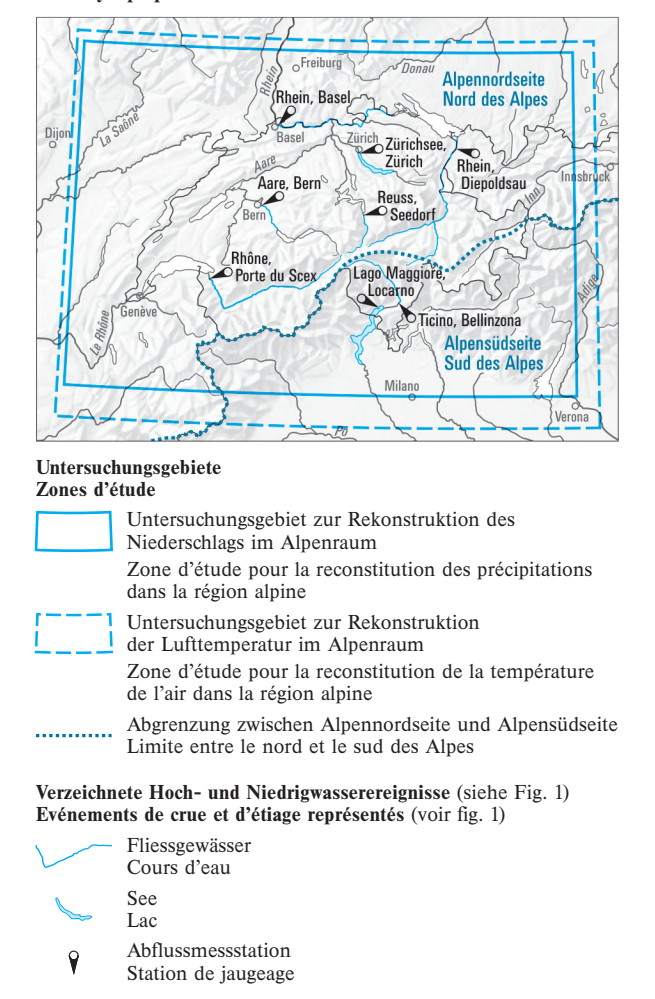 Freiburg
Donau
Rhein
Alpennordseite
Nord des Alpes
Rhein, Basel
La Saône
Dijon
Basel
Zürich
Zürichsee,
Zürich
Aare
Rhein,
Diepoldsau
Innsbruck
Aare, Bern
Bern
Reuss,
Seedorf
Inn
Rhône,
Porte du Scex
Lago Maggiore,
Locarno
Adige
Genève
Ticino, Bellinzona
Le Rhône
Alpensüdseite
Sud des Alpes
Milano
Verona
Po
Untersuchungsgebiete
Zones d'étude
Untersuchungsgebiet zur Rekonstruktion des
Niederschlags im Alpenraum
Zone d'étude pour la reconstitution des précipitations
dans la région alpine
Untersuchungsgebiet zur Rekonstruktion
der Lufttemperatur im Alpenraum
Zone d'étude pour la reconstitution de la température
de l'air dans la région alpine
Abgrenzung zwischen Alpennordseite und Alpensüdseite
Limite entre le nord et le sud des Alpes
Verzeichnete Hoch- und Niedrigwasserereignisse (siehe Fig. 1)
Evénements de crue et d'étiage représentés (voir fig. 1)
Fliessgewässer
Cours d'eau
See
Lac
Abflussmessstation
Station de jaugeage